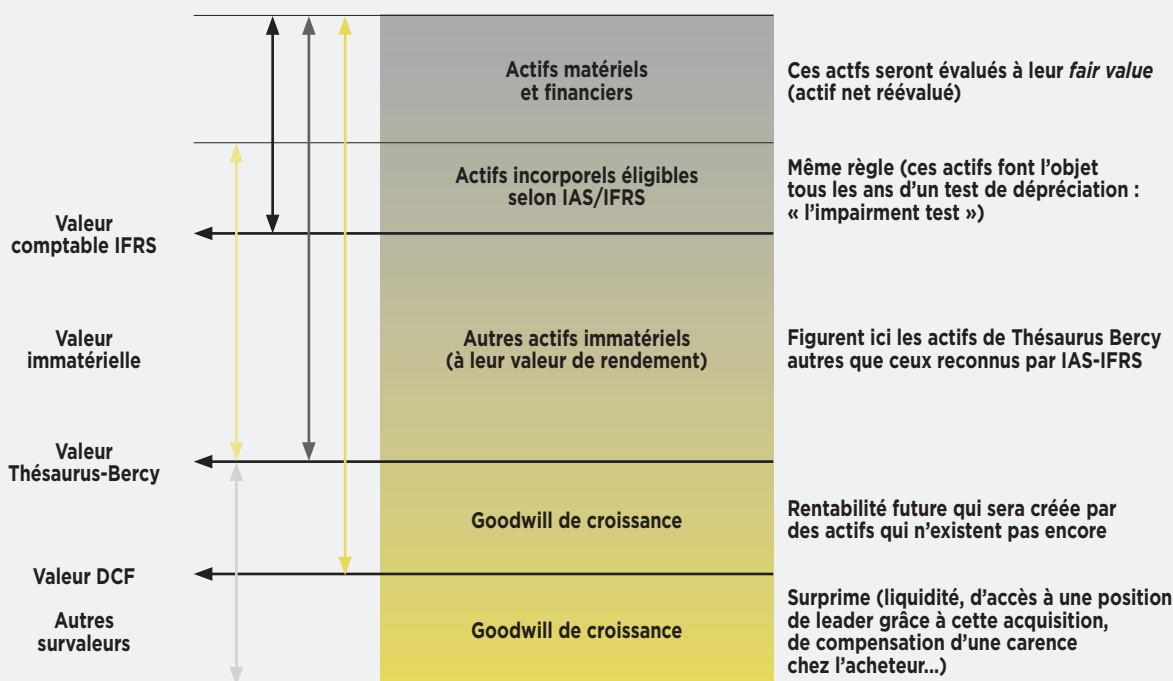 Actifs matériels
et financiers
Ces actfs seront évalués à leur fair value
(actif net réévalué)
Actifs incorporels éligibles
selon IAS/IFRS
Même règle (ces actifs font l’objet
tous les ans d’un test de dépréciation :
« l’impairment test »)
Valeur
comptable IFRS
Valeur
immatérielle
Autres actifs immatériels
(à leur valeur de rendement)
Figurent ici les actifs de Thésaurus Bercy
autres que ceux reconnus par IAS-IFRS
Valeur
Thésaurus-Bercy
Goodwill de croissance
Rentabilité future qui sera créée par
des actifs qui n’existent pas encore
Valeur DCF
Autres
survaleurs
Goodwill de croissance
Surprime (liquidité, d’accès à une position
de leader grâce à cette acquisition,
de compensation d’une carence
chez l’acheteur...)